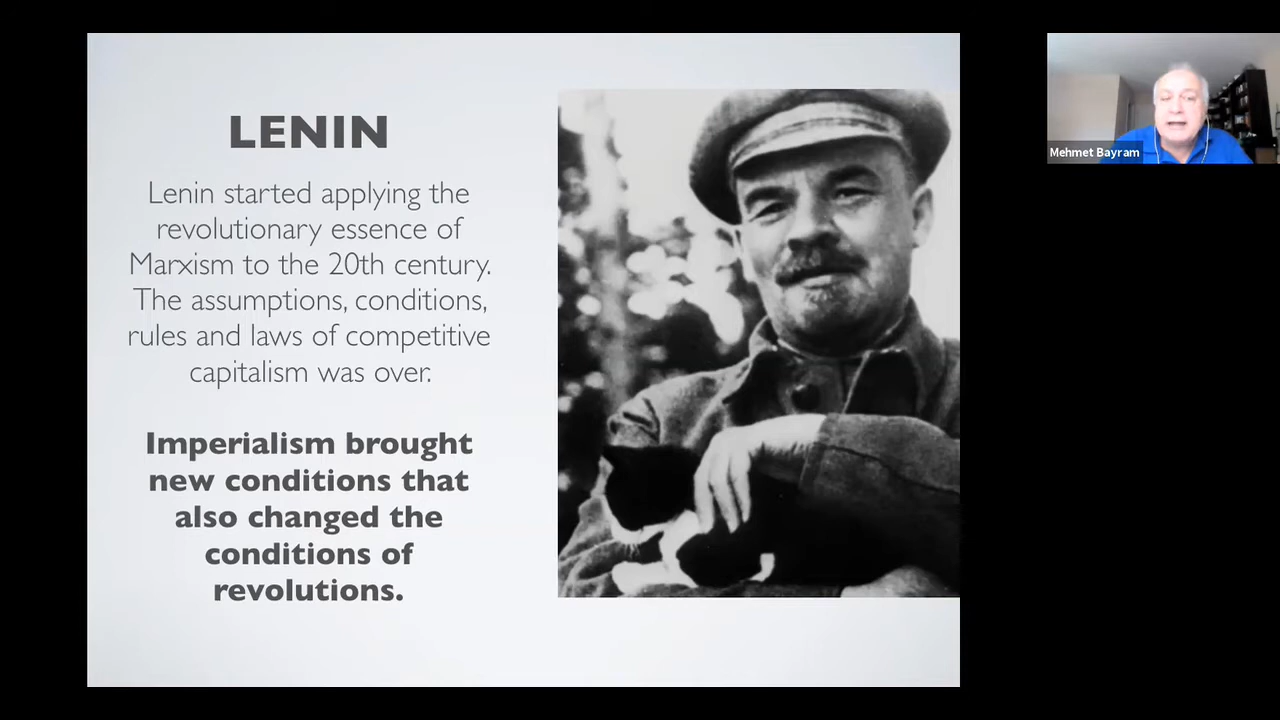 LENIN
Lenin started applying the
revolutionary essence of
Marxism to the 20th century.
The assumptions, conditions,
rules and laws of competitive
capitalism was over.
Imperialism brought
new conditions that
also changed the
conditions of
revolutions.
Mehmet Bayram